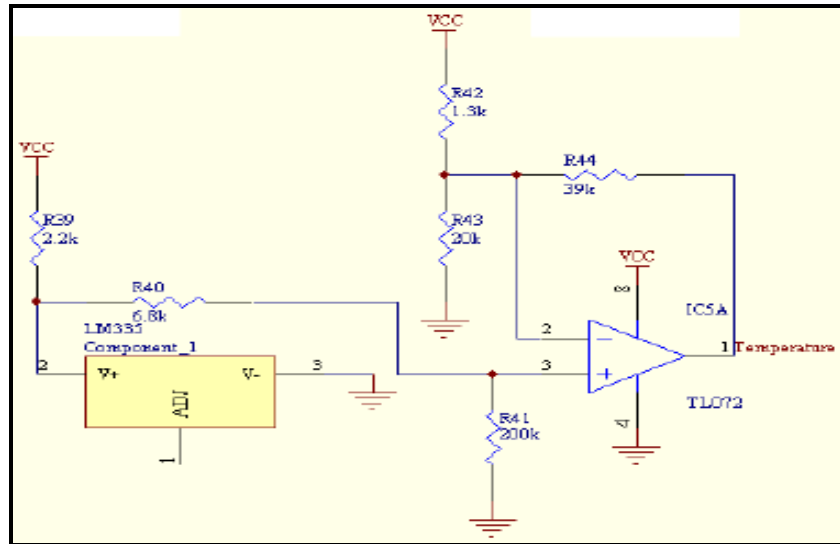 VCC
R42
1.3k
VCC
R44
39k
R39
2.2k
R43
20k
VCC
R40
6.8k
8
IC5A
LM335
Component_1
2
1
Temperature
2
V+
V-
3
3
ADJ
TL072
R41
200k
4
1